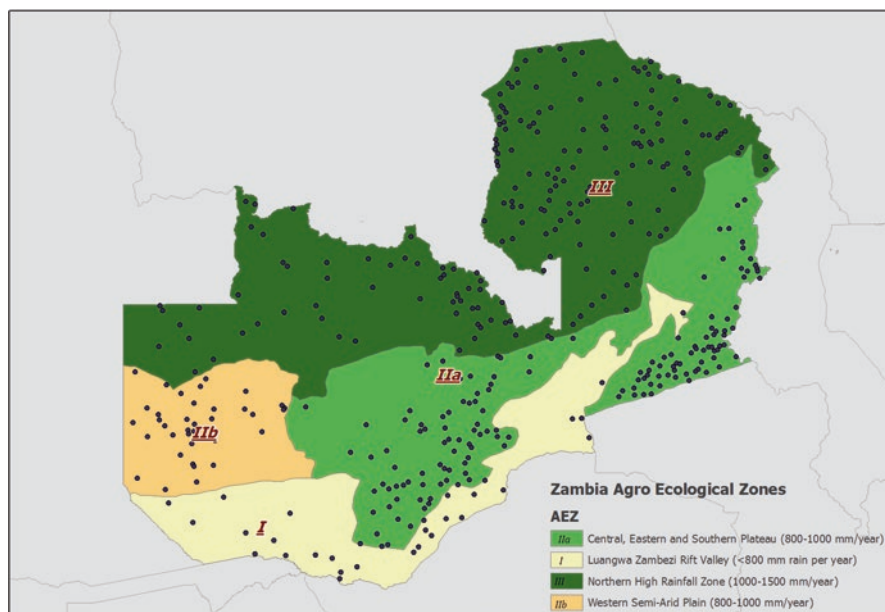 III
IIa
IIb
I
Zambia Agro Ecological Zones
AEZ
IIa Central, Eastern and Southern Plateau (800-1000 mm/year)
I Luangwa Zambezi Rift Valley (<800 mm rain per year)
III Northern High Rainfall Zone (1000-1500 mm/year)
IIb Western Semi-Arid Plain (800-1000 mm/year)